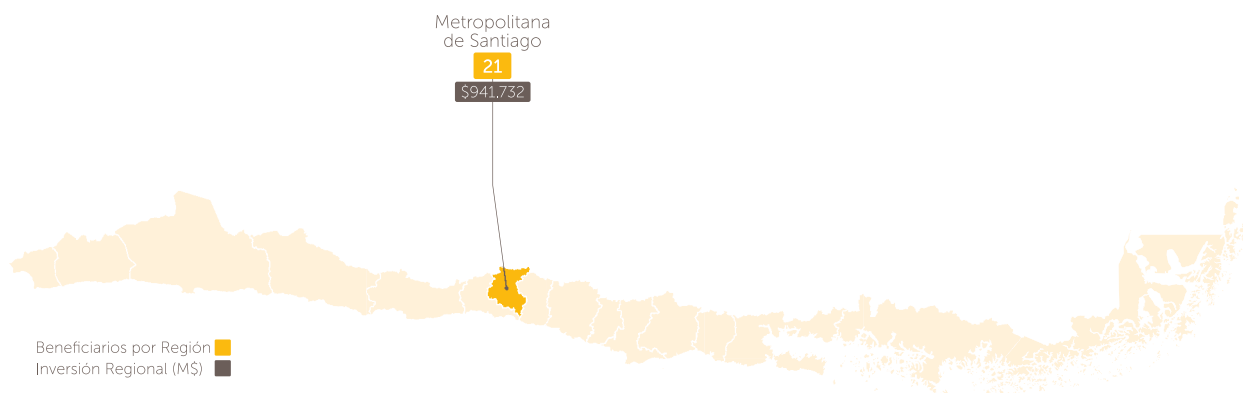 Metropolitana
de Santiago
21
$941.732
Beneficiarios por Región
Inversión Regional (M$)